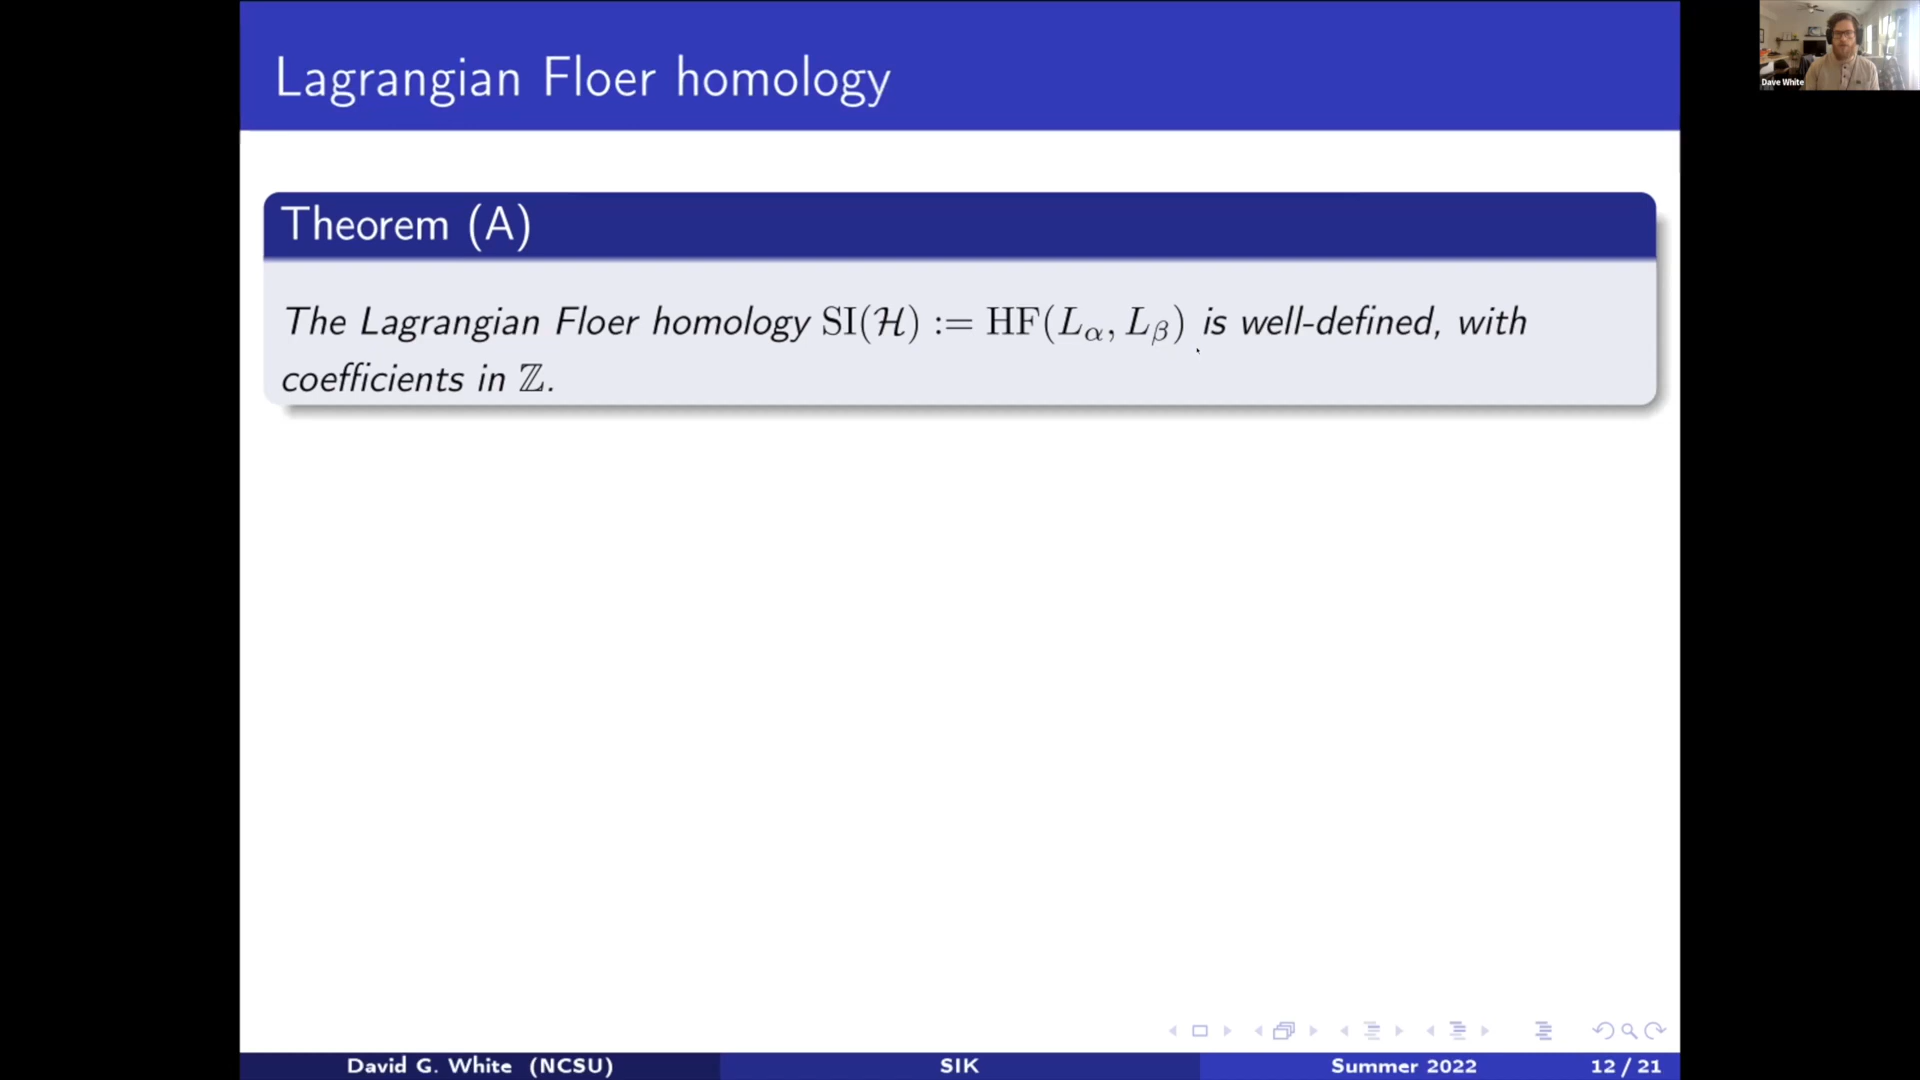 Lagrangian Floer homology
Dave White
Theorem (A)
The Lagrangian Floer homology SI(ℋ) := HF(L_α, L_β) is well-defined, with
coefficients in ℤ.
David G. White (NCSU) SIK Summer 2022 12 / 21